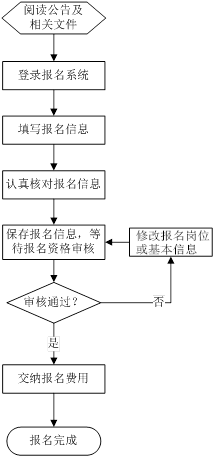 阅读公告及
相关文件
登录报名系统
填写报名信息
认真核对报名信息
保存报名信息，等
待报名资格审核
修改报名岗位
或基本信息
审核通过？
否
是
交纳报名费用
报名完成